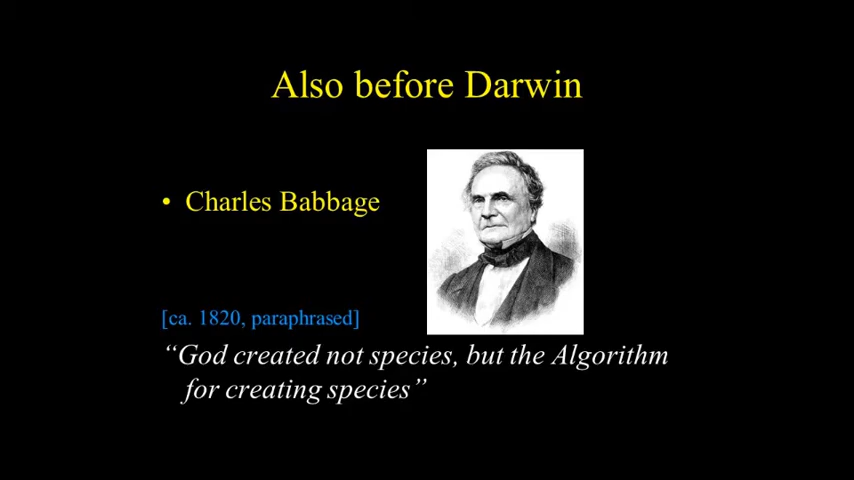 Also before Darwin
• Charles Babbage
[ca. 1820, paraphrased]
“God created not species, but the Algorithm
for creating species”